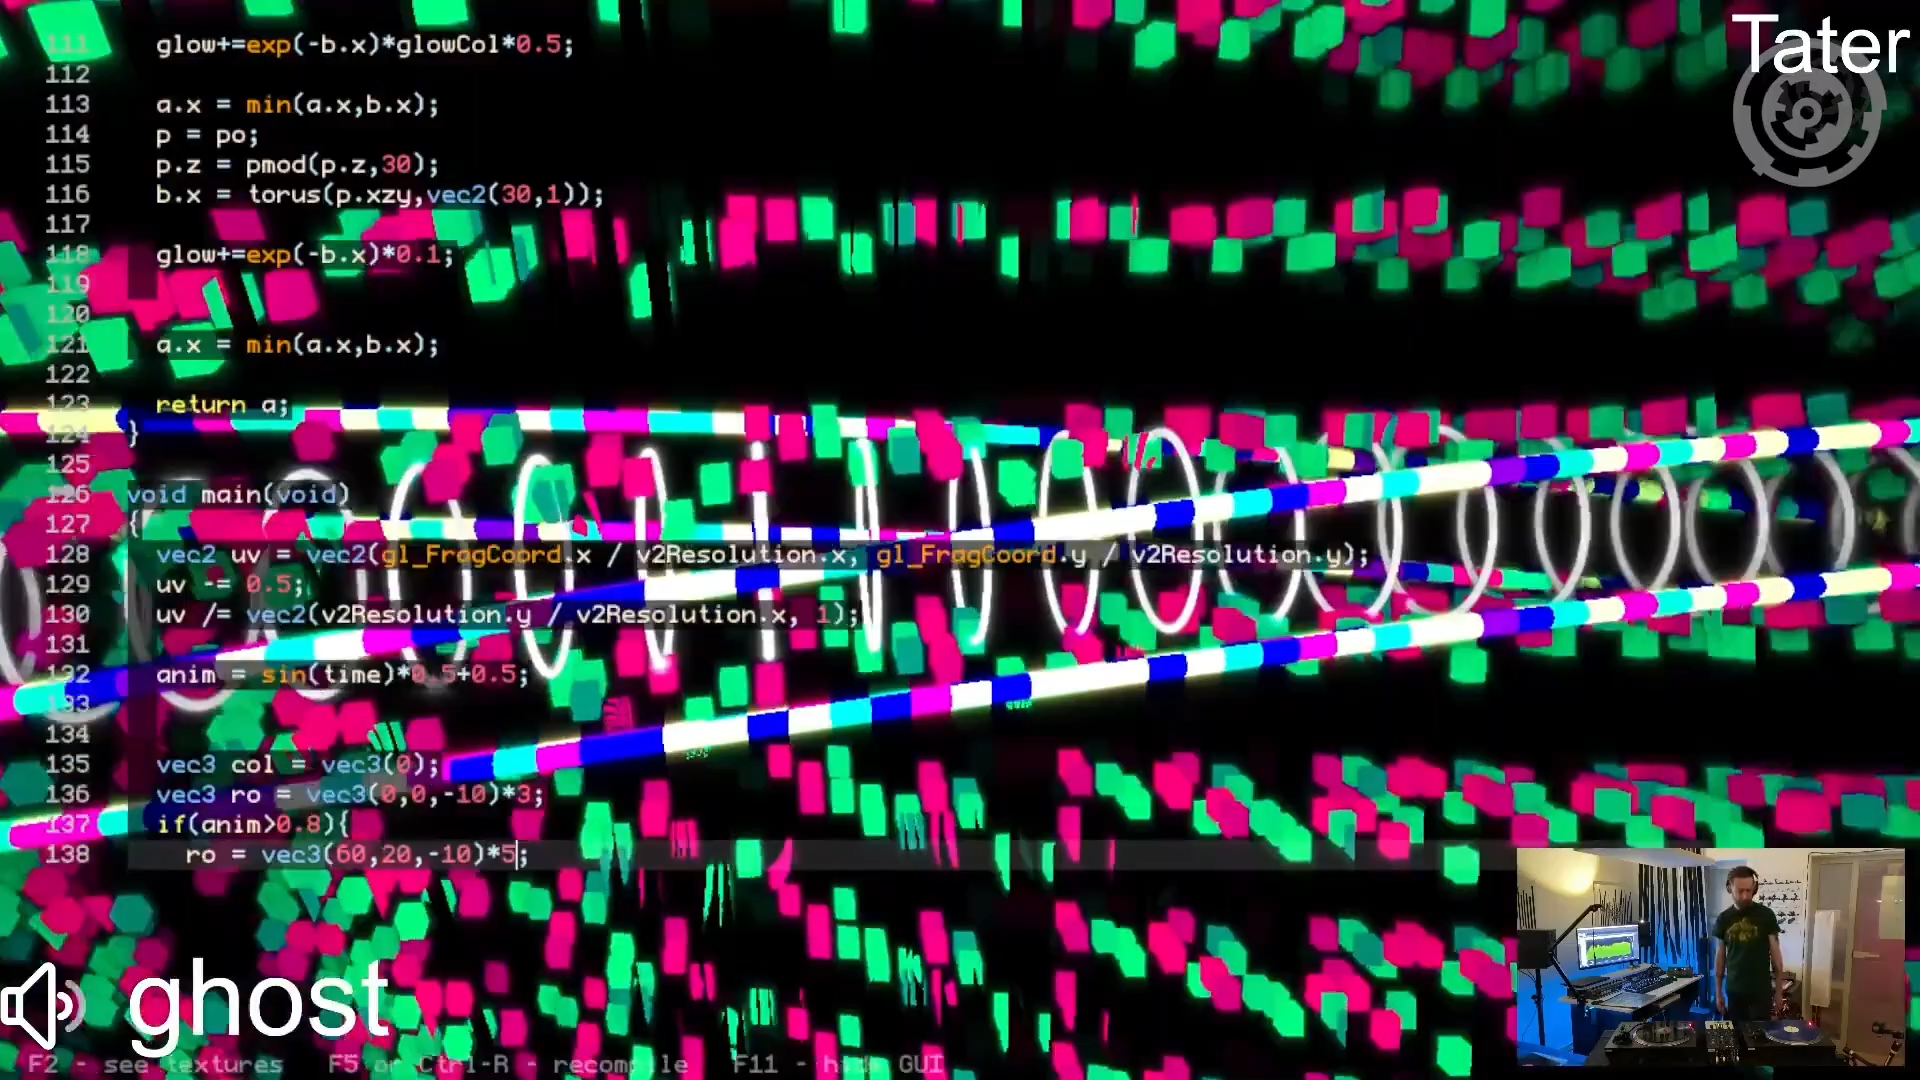 Tater
111 glow+=exp(-b.x)*glowCol*0.5;
112
113 a.x = min(a.x,b.x);
114 p = po;
115 p.z = pmod(p.z,30);
116 b.x = torus(p.xzy,vec2(30,1));
117
118 glow+=exp(-b.x)*0.1;
119
120
121 a.x = min(a.x,b.x);
122
123 return a;
124 }
125
126 void main(void)
127 {
128 vec2 uv = vec2(gl_FragCoord.x / v2Resolution.x, gl_FragCoord.y / v2Resolution.y);
129 uv -= 0.5;
130 uv /= vec2(v2Resolution.y / v2Resolution.x, 1);
131
132 anim = sin(time)*0.5+0.5;
133
134
135 vec3 col = vec3(0);
136 vec3 ro = vec3(0,0,-10)*3;
137 if(anim>0.8){
138 ro = vec3(60,20,-10)*5;
ghost
F2 - see textures F5 or Ctrl-R - recompile F11 - hide GUI